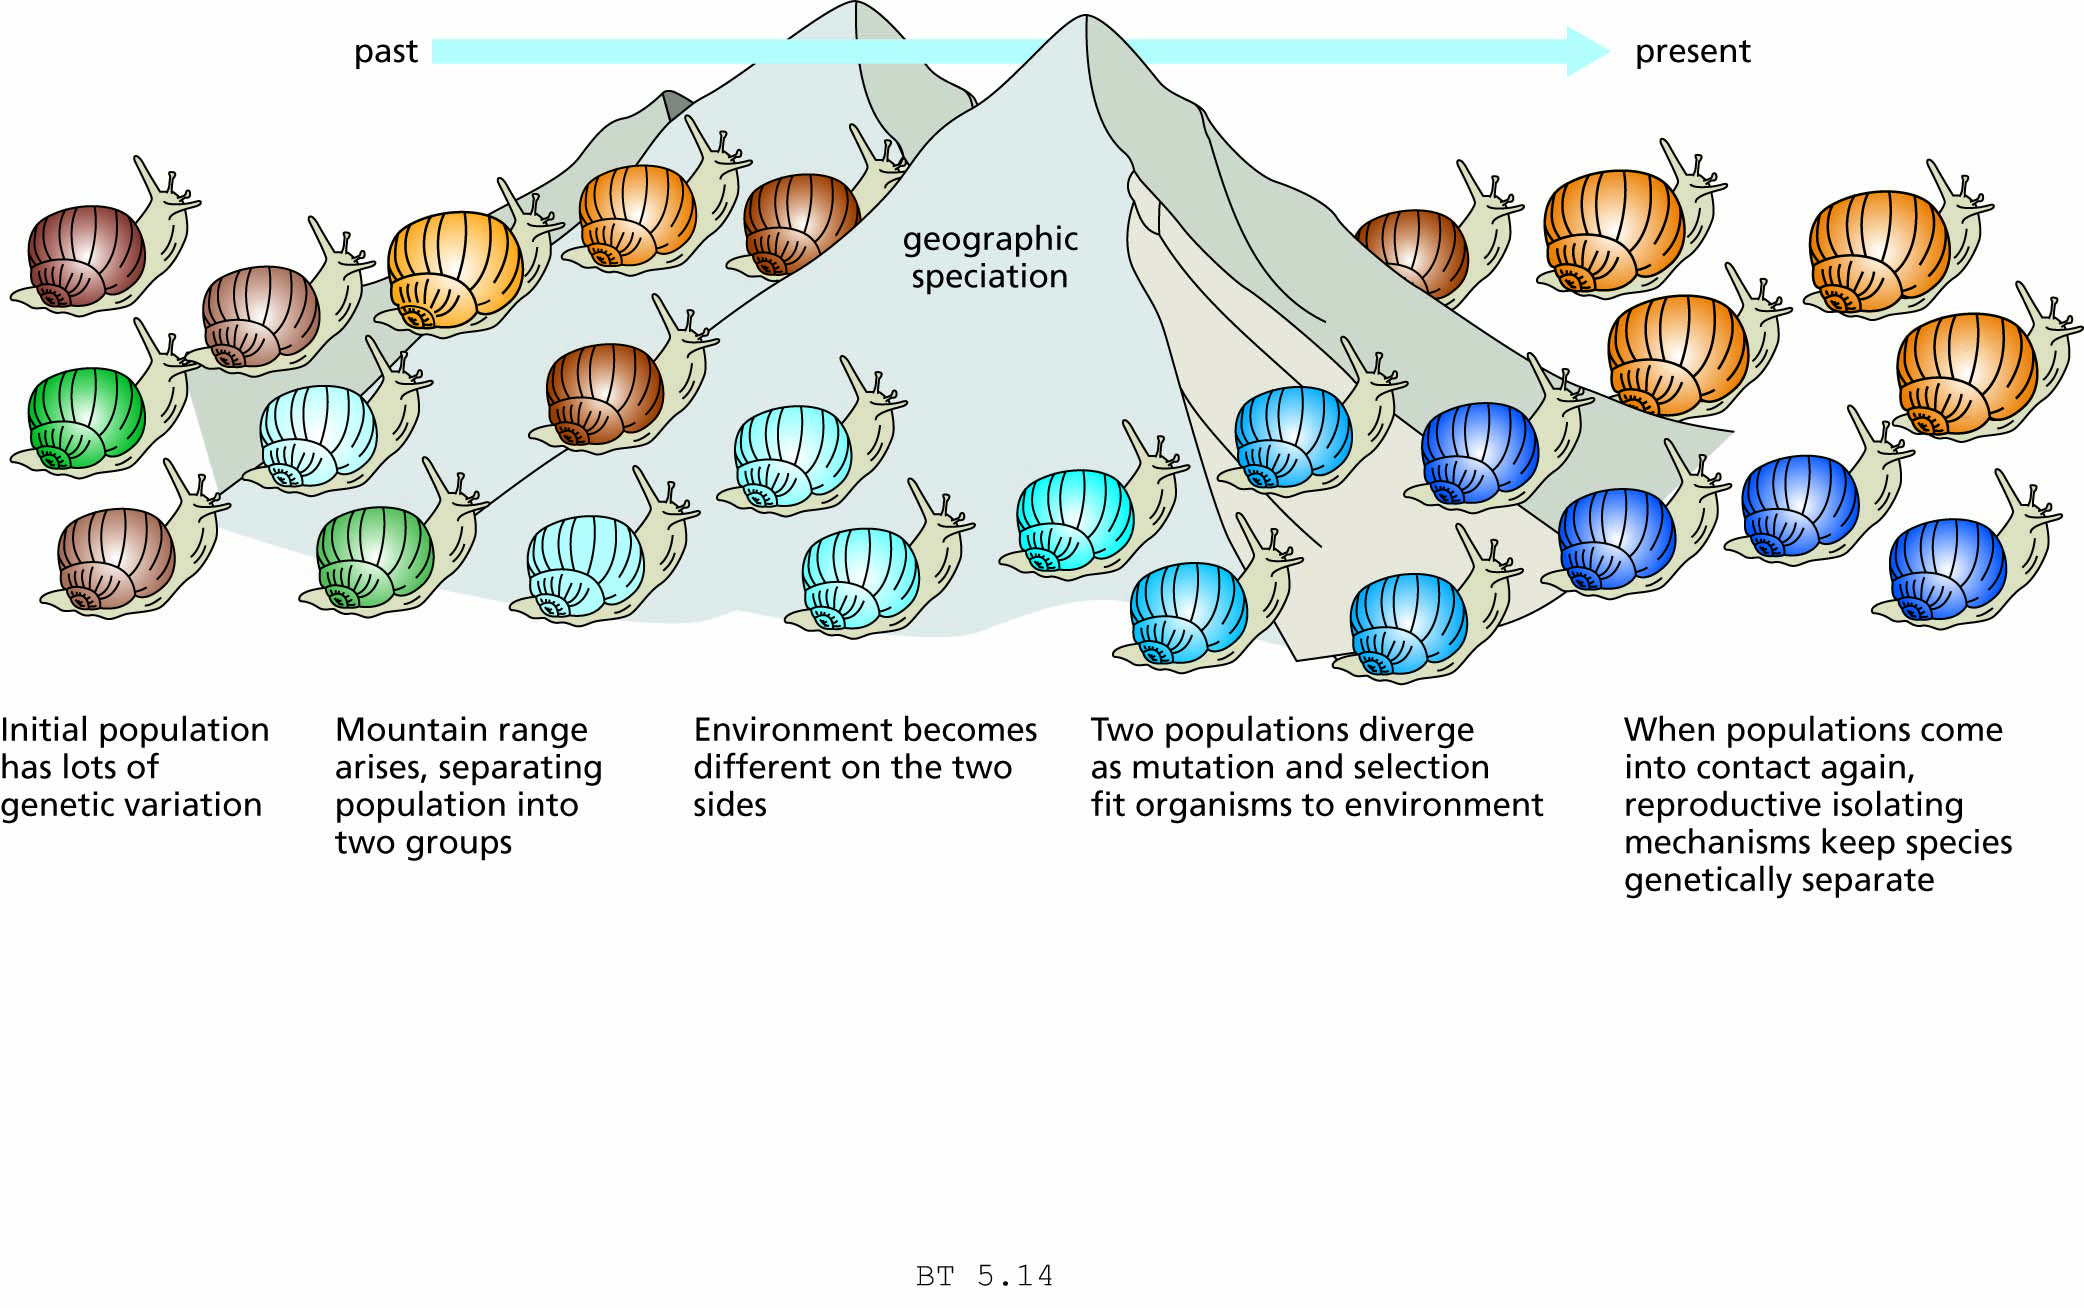 past
present
geographic
speciation
Initial population
has lots of
genetic variation
Mountain range
arises, separating
population into
two groups
Environment becomes
different on the two
sides
Two populations diverge
as mutation and selection
fit organisms to environment
When populations come
into contact again,
reproductive isolating
mechanisms keep species
genetically separate
BT 5.14